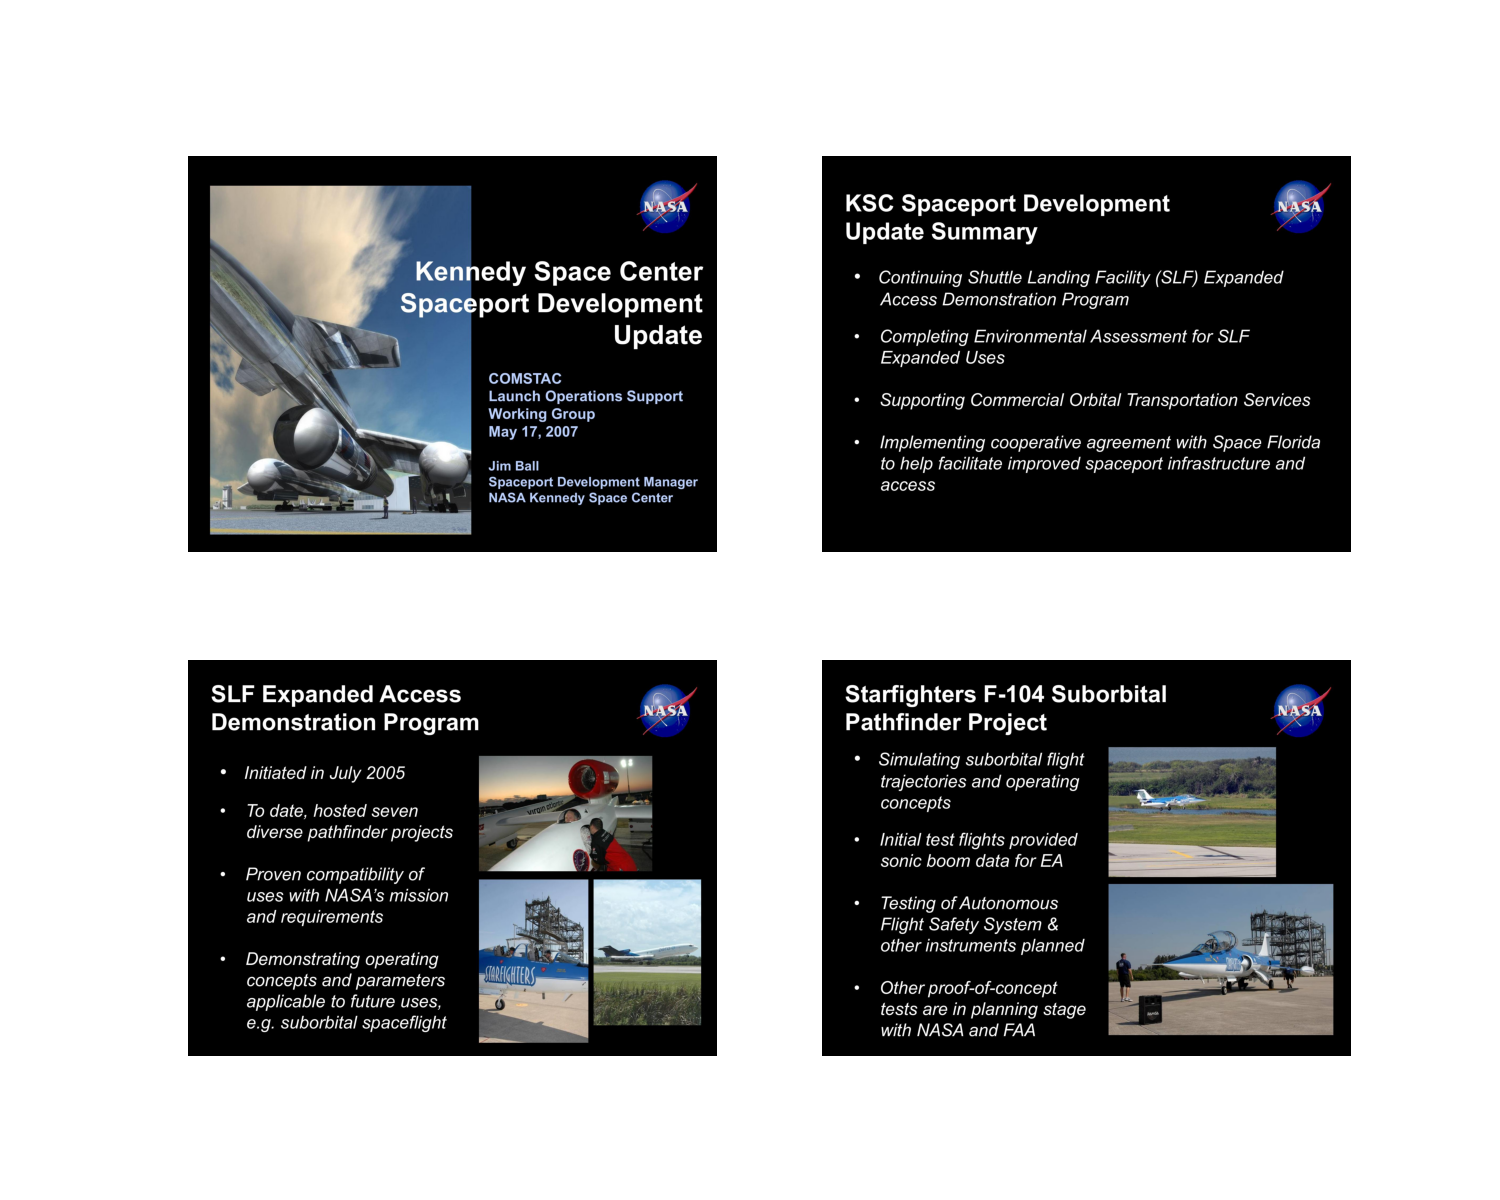 NASA
Kennedy Space Center
Spaceport Development
Update
COMSTAC
Launch Operations Support
Working Group
May 17, 2007
Jim Ball
Spaceport Development Manager
NASA Kennedy Space Center
KSC Spaceport Development
Update Summary
NASA
• Continuing Shuttle Landing Facility (SLF) Expanded
Access Demonstration Program
• Completing Environmental Assessment for SLF
Expanded Uses
• Supporting Commercial Orbital Transportation Services
• Implementing cooperative agreement with Space Florida
to help facilitate improved spaceport infrastructure and
access
SLF Expanded Access
Demonstration Program
NASA
• Initiated in July 2005
• To date, hosted seven
diverse pathfinder projects
• Proven compatibility of
uses with NASA's mission
and requirements
• Demonstrating operating
concepts and parameters
applicable to future uses,
e.g. suborbital spaceflight
virgin atlantic
STARFIGHTERS
Starfighters F-104 Suborbital
Pathfinder Project
NASA
• Simulating suborbital flight
trajectories and operating
concepts
• Initial test flights provided
sonic boom data for EA
• Testing of Autonomous
Flight Safety System &
other instruments planned
• Other proof-of-concept
tests are in planning stage
with NASA and FAA